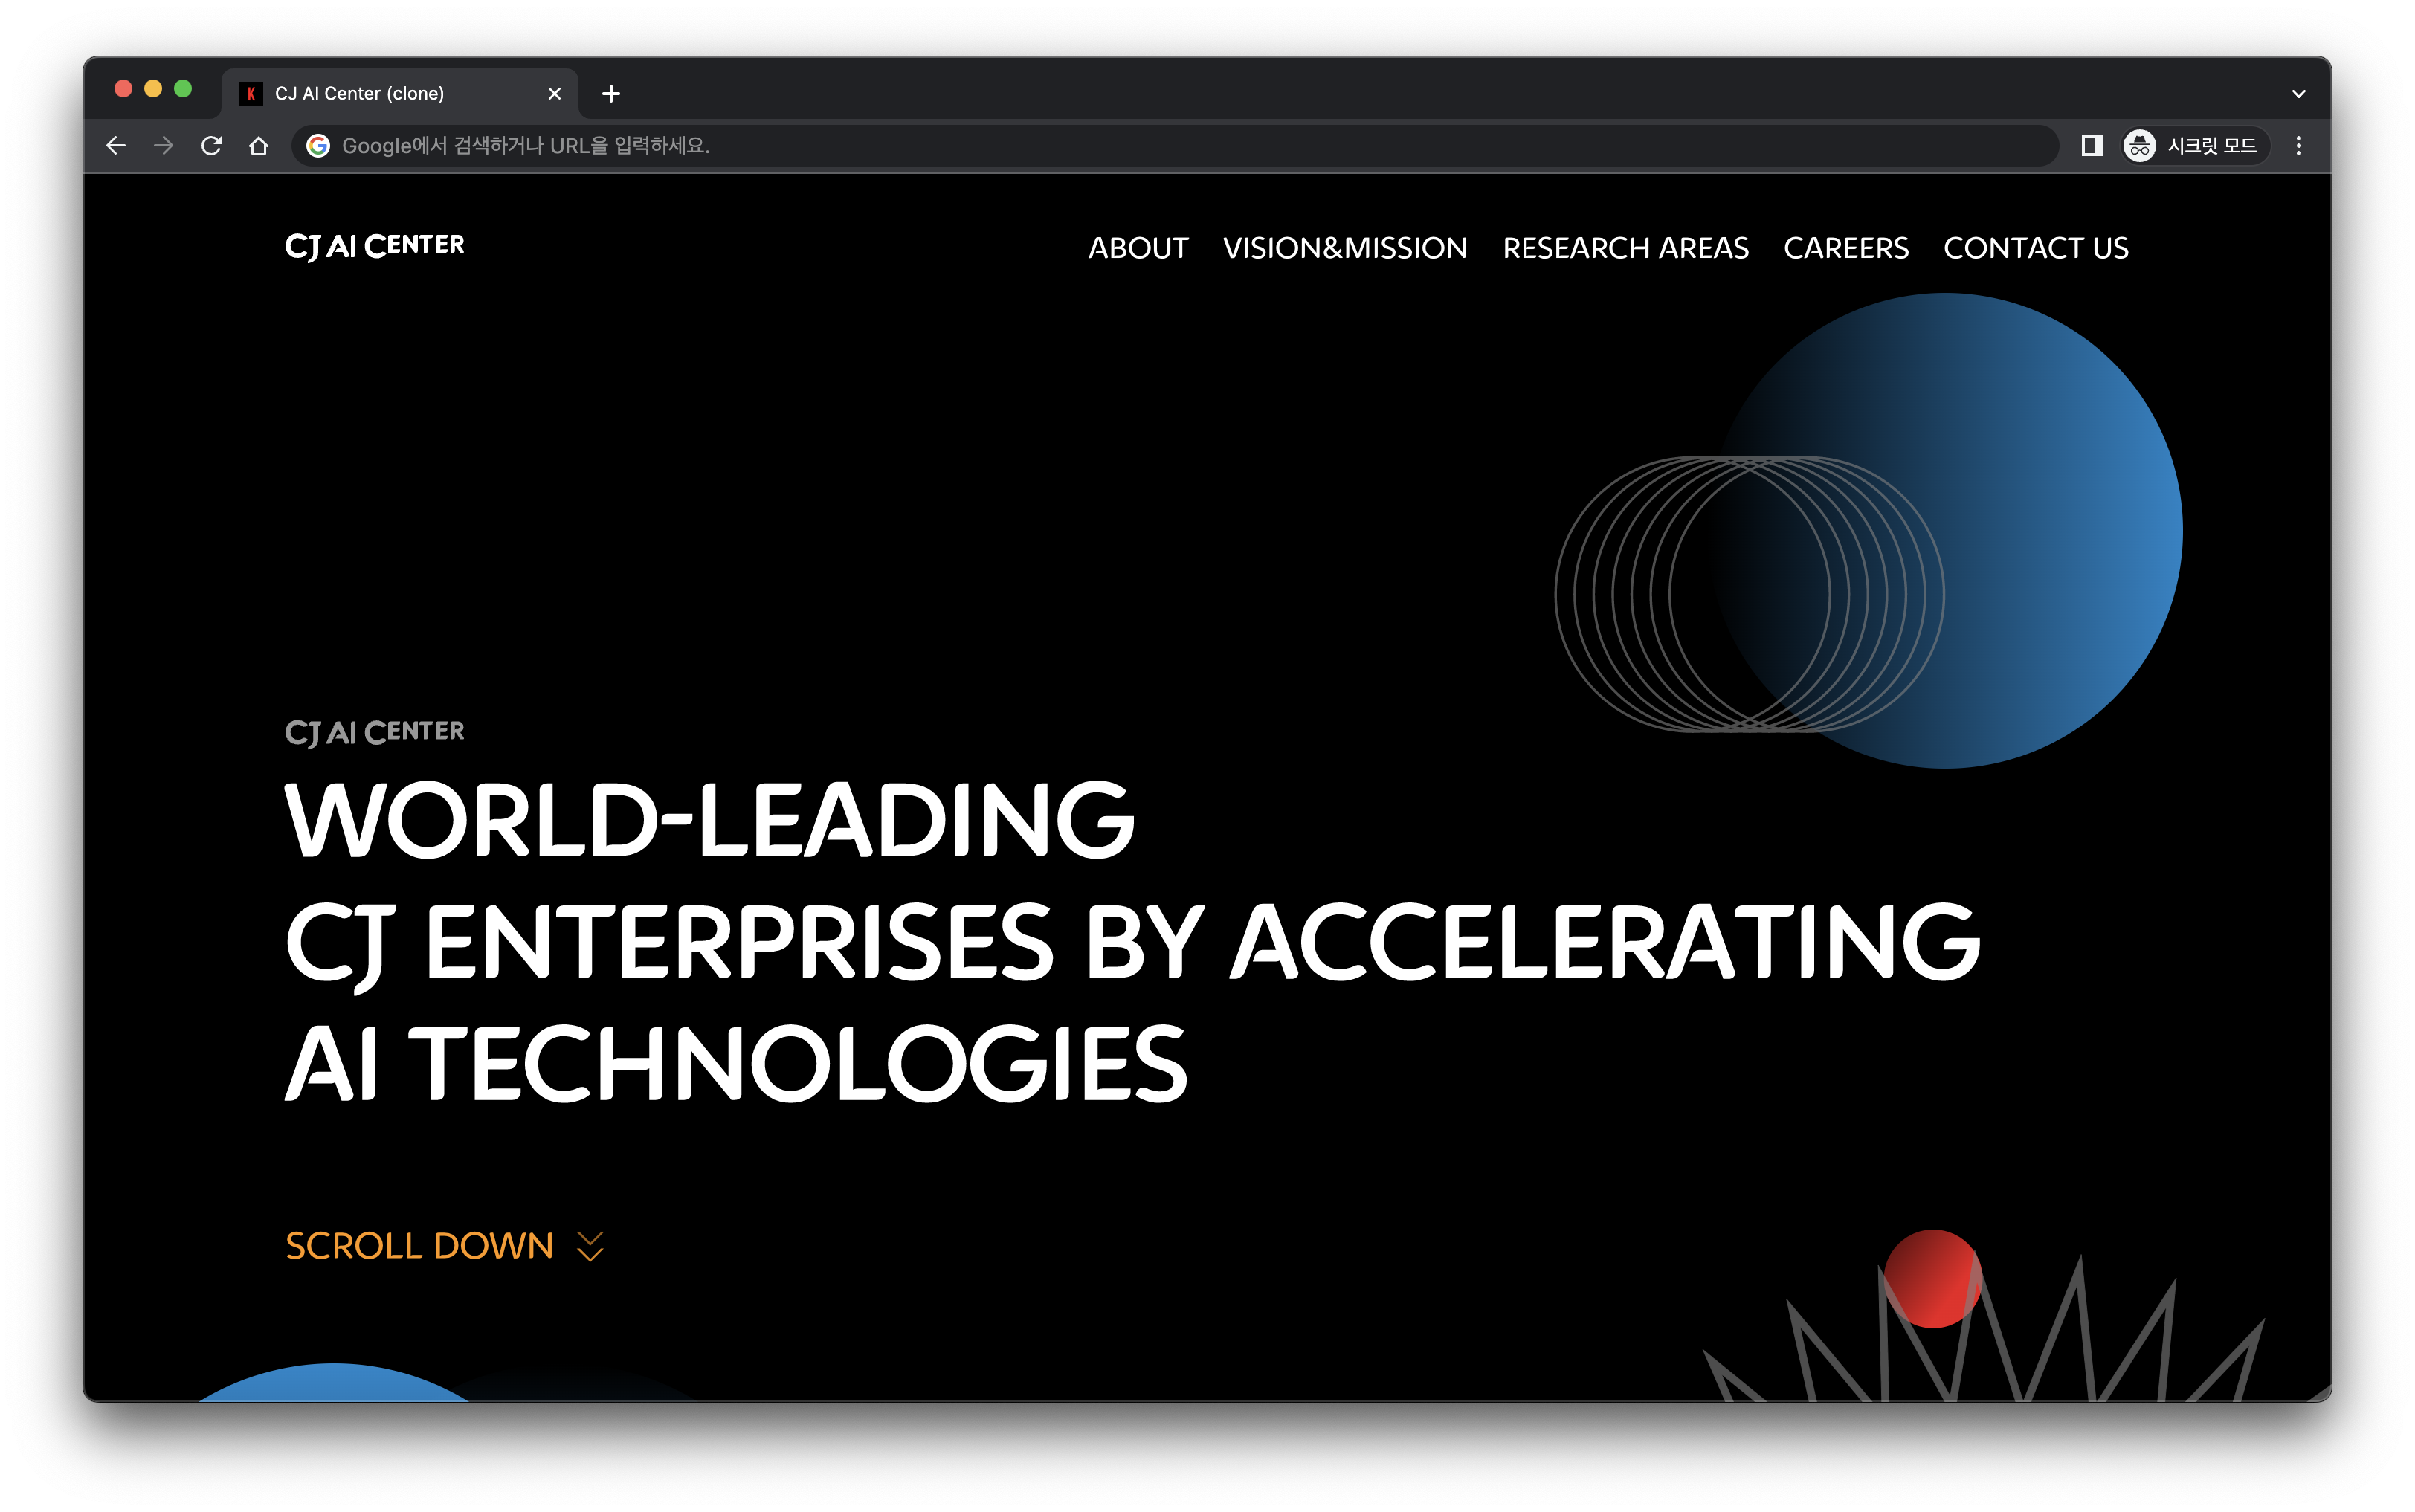 CJ AI Center (clone)
Google에서 검색하거나 URL을 입력하세요.
시크릿 모드
CJ AI CENTER
ABOUT VISION&MISSION RESEARCH AREAS CAREERS CONTACT US
CJ AI CENTER
WORLD-LEADING
CJ ENTERPRISES BY ACCELERATING
AI TECHNOLOGIES
SCROLL DOWN